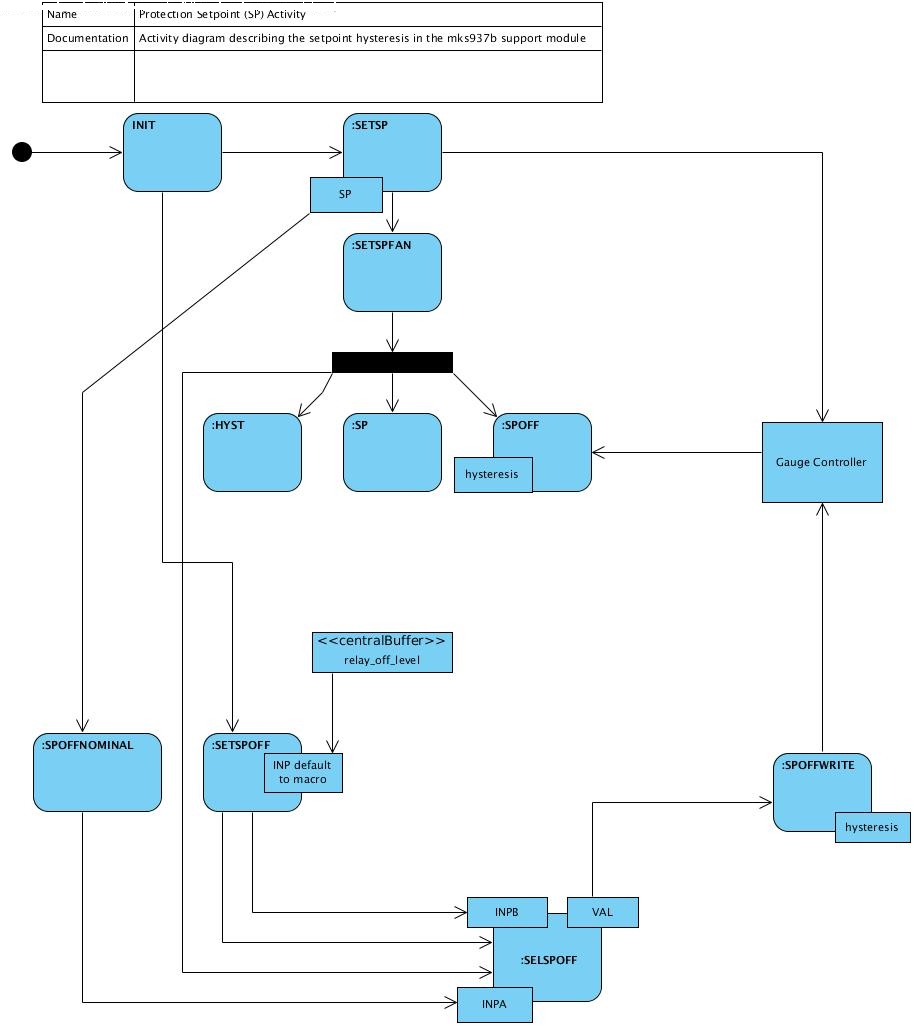 Name
Protection Setpoint (SP) Activity
Documentation
Activity diagram describing the setpoint hysteresis in the mks937b support module
INIT
:SETSP
SP
:SETSPFAN
:HYST
:SP
:SPOFF
hysteresis
Gauge Controller
<<centralBuffer>>
relay_off_level
:SPOFFNOMINAL
:SETSPOFF
INP default
to macro
:SPOFFWRITE
hysteresis
INPB
VAL
:SELSPOFF
INPA